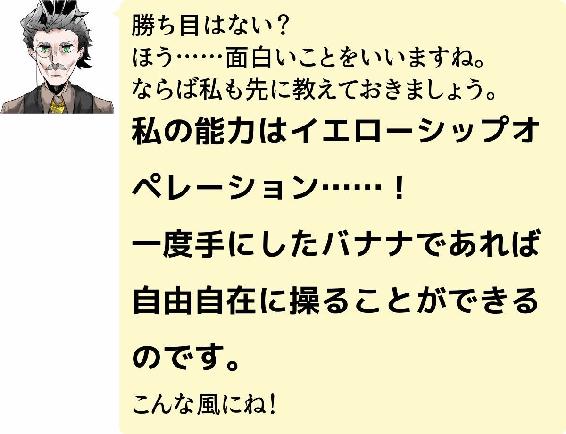 勝ち目はない？
ほう……面白いことをいいますね。
ならば私も先に教えておきましょう。
私の能力はイエローシップオ
ペレーション……！
一度手にしたバナナであれば
自由自在に操ることができる
のです。
こんな風にね！